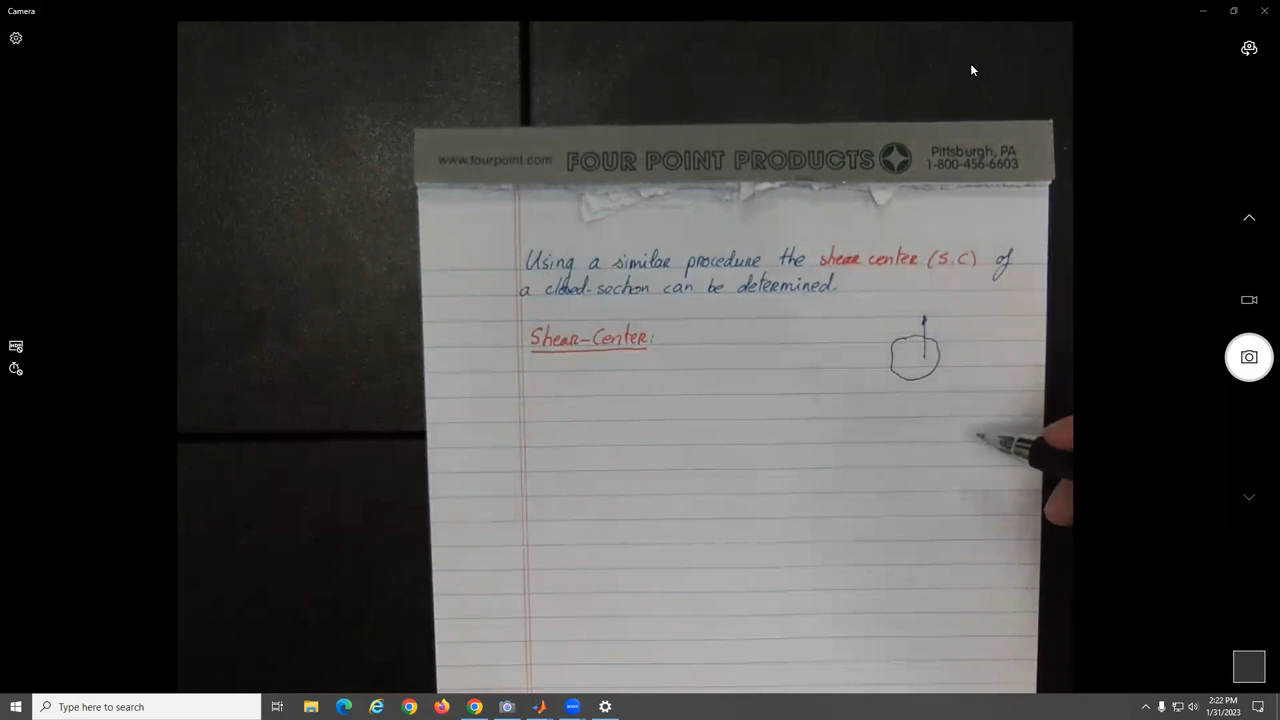 Camera
www.fourpoint.com FOUR POINT PRODUCTS Pittsburgh, PA
1-800-456-6603
Using a similar procedure the shear center (S.C) of
a closed-section can be determined.
Shear-Center:
HDR
Type here to search
2:22 PM
1/31/2023